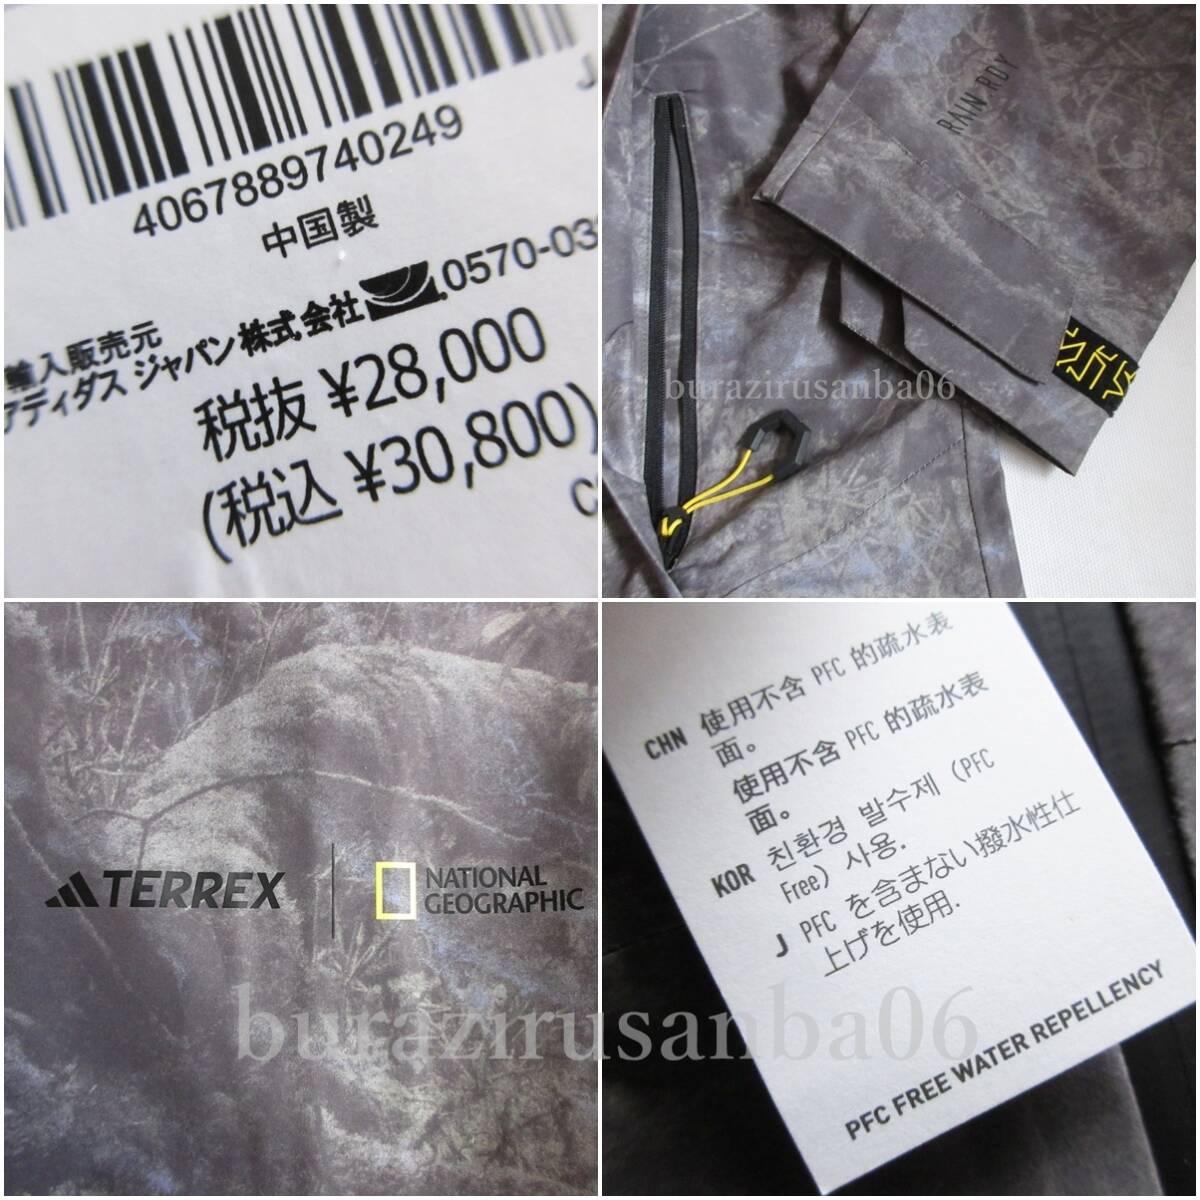 4067889740249
中国製
輸入販売元
アディダス ジャパン株式会社
0570-03
税抜 ¥28,000
(税込 ¥30,800)
RAIN RDY
burazirusanba06
TERREX
NATIONAL
GEOGRAPHIC
CHN 使用不含 PFC 的疏水表
面。
使用不含 PFC 的疏水表
面。
KOR 친환경 발수제 (PFC
Free) 사용.
J PFC を含まない撥水性仕
上げを使用.
PFC FREE WATER REPELLENCY
burazirusanba06